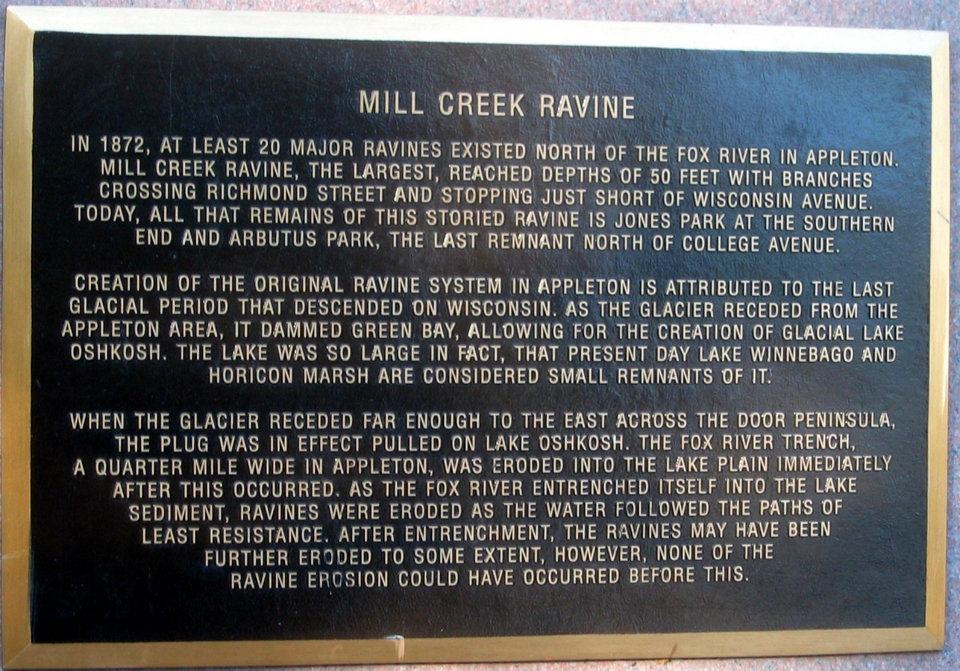 MILL CREEK RAVINE
IN 1872, AT LEAST 20 MAJOR RAVINES EXISTED NORTH OF THE FOX RIVER IN APPLETON.
MILL CREEK RAVINE, THE LARGEST, REACHED DEPTHS OF 50 FEET WITH BRANCHES
CROSSING RICHMOND STREET AND STOPPING JUST SHORT OF WISCONSIN AVENUE.
TODAY, ALL THAT REMAINS OF THIS STORIED RAVINE IS JONES PARK AT THE SOUTHERN
END AND ARBUTUS PARK, THE LAST REMNANT NORTH OF COLLEGE AVENUE.
CREATION OF THE ORIGINAL RAVINE SYSTEM IN APPLETON IS ATTRIBUTED TO THE LAST
GLACIAL PERIOD THAT DESCENDED ON WISCONSIN. AS THE GLACIER RECEDED FROM THE
APPLETON AREA, IT DAMMED GREEN BAY, ALLOWING FOR THE CREATION OF GLACIAL LAKE
OSHKOSH. THE LAKE WAS SO LARGE IN FACT, THAT PRESENT DAY LAKE WINNEBAGO AND
HORICON MARSH ARE CONSIDERED SMALL REMNANTS OF IT.
WHEN THE GLACIER RECEDED FAR ENOUGH TO THE EAST ACROSS THE DOOR PENINSULA,
THE PLUG WAS IN EFFECT PULLED ON LAKE OSHKOSH. THE FOX RIVER TRENCH,
A QUARTER MILE WIDE IN APPLETON, WAS ERODED INTO THE LAKE PLAIN IMMEDIATELY
AFTER THIS OCCURRED. AS THE FOX RIVER ENTRENCHED ITSELF INTO THE LAKE
SEDIMENT, RAVINES WERE ERODED AS THE WATER FOLLOWED THE PATHS OF
LEAST RESISTANCE. AFTER ENTRENCHMENT, THE RAVINES MAY HAVE BEEN
FURTHER ERODED TO SOME EXTENT, HOWEVER, NONE OF THE
RAVINE EROSION COULD HAVE OCCURRED BEFORE THIS.